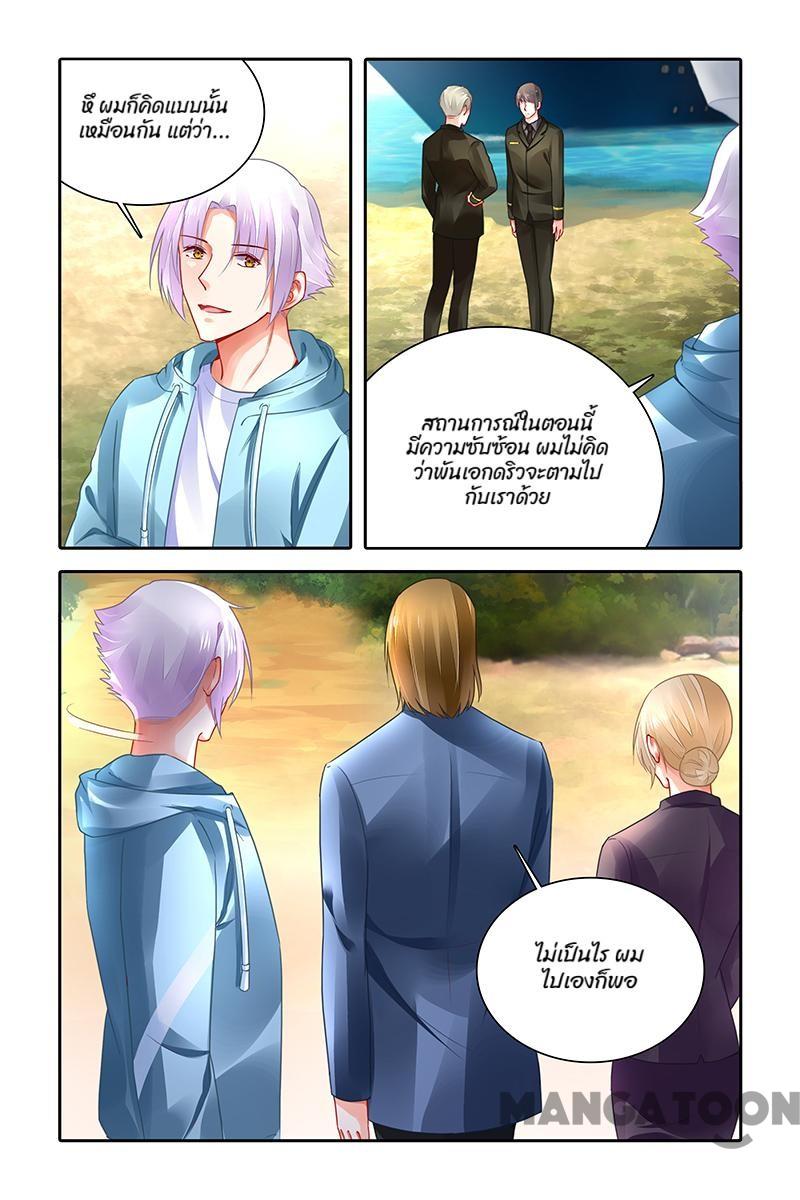 หึ ผมก็คิดแบบนั้น
เหมือนกัน แต่ว่า...
สถานการณ์ในตอนนี้
มีความซับซ้อน ผมไม่คิด
ว่าพันเอกดริวจะตามไป
กับเราด้วย
ไม่เป็นไร ผม
ไปเองก็พอ
MANGATOON